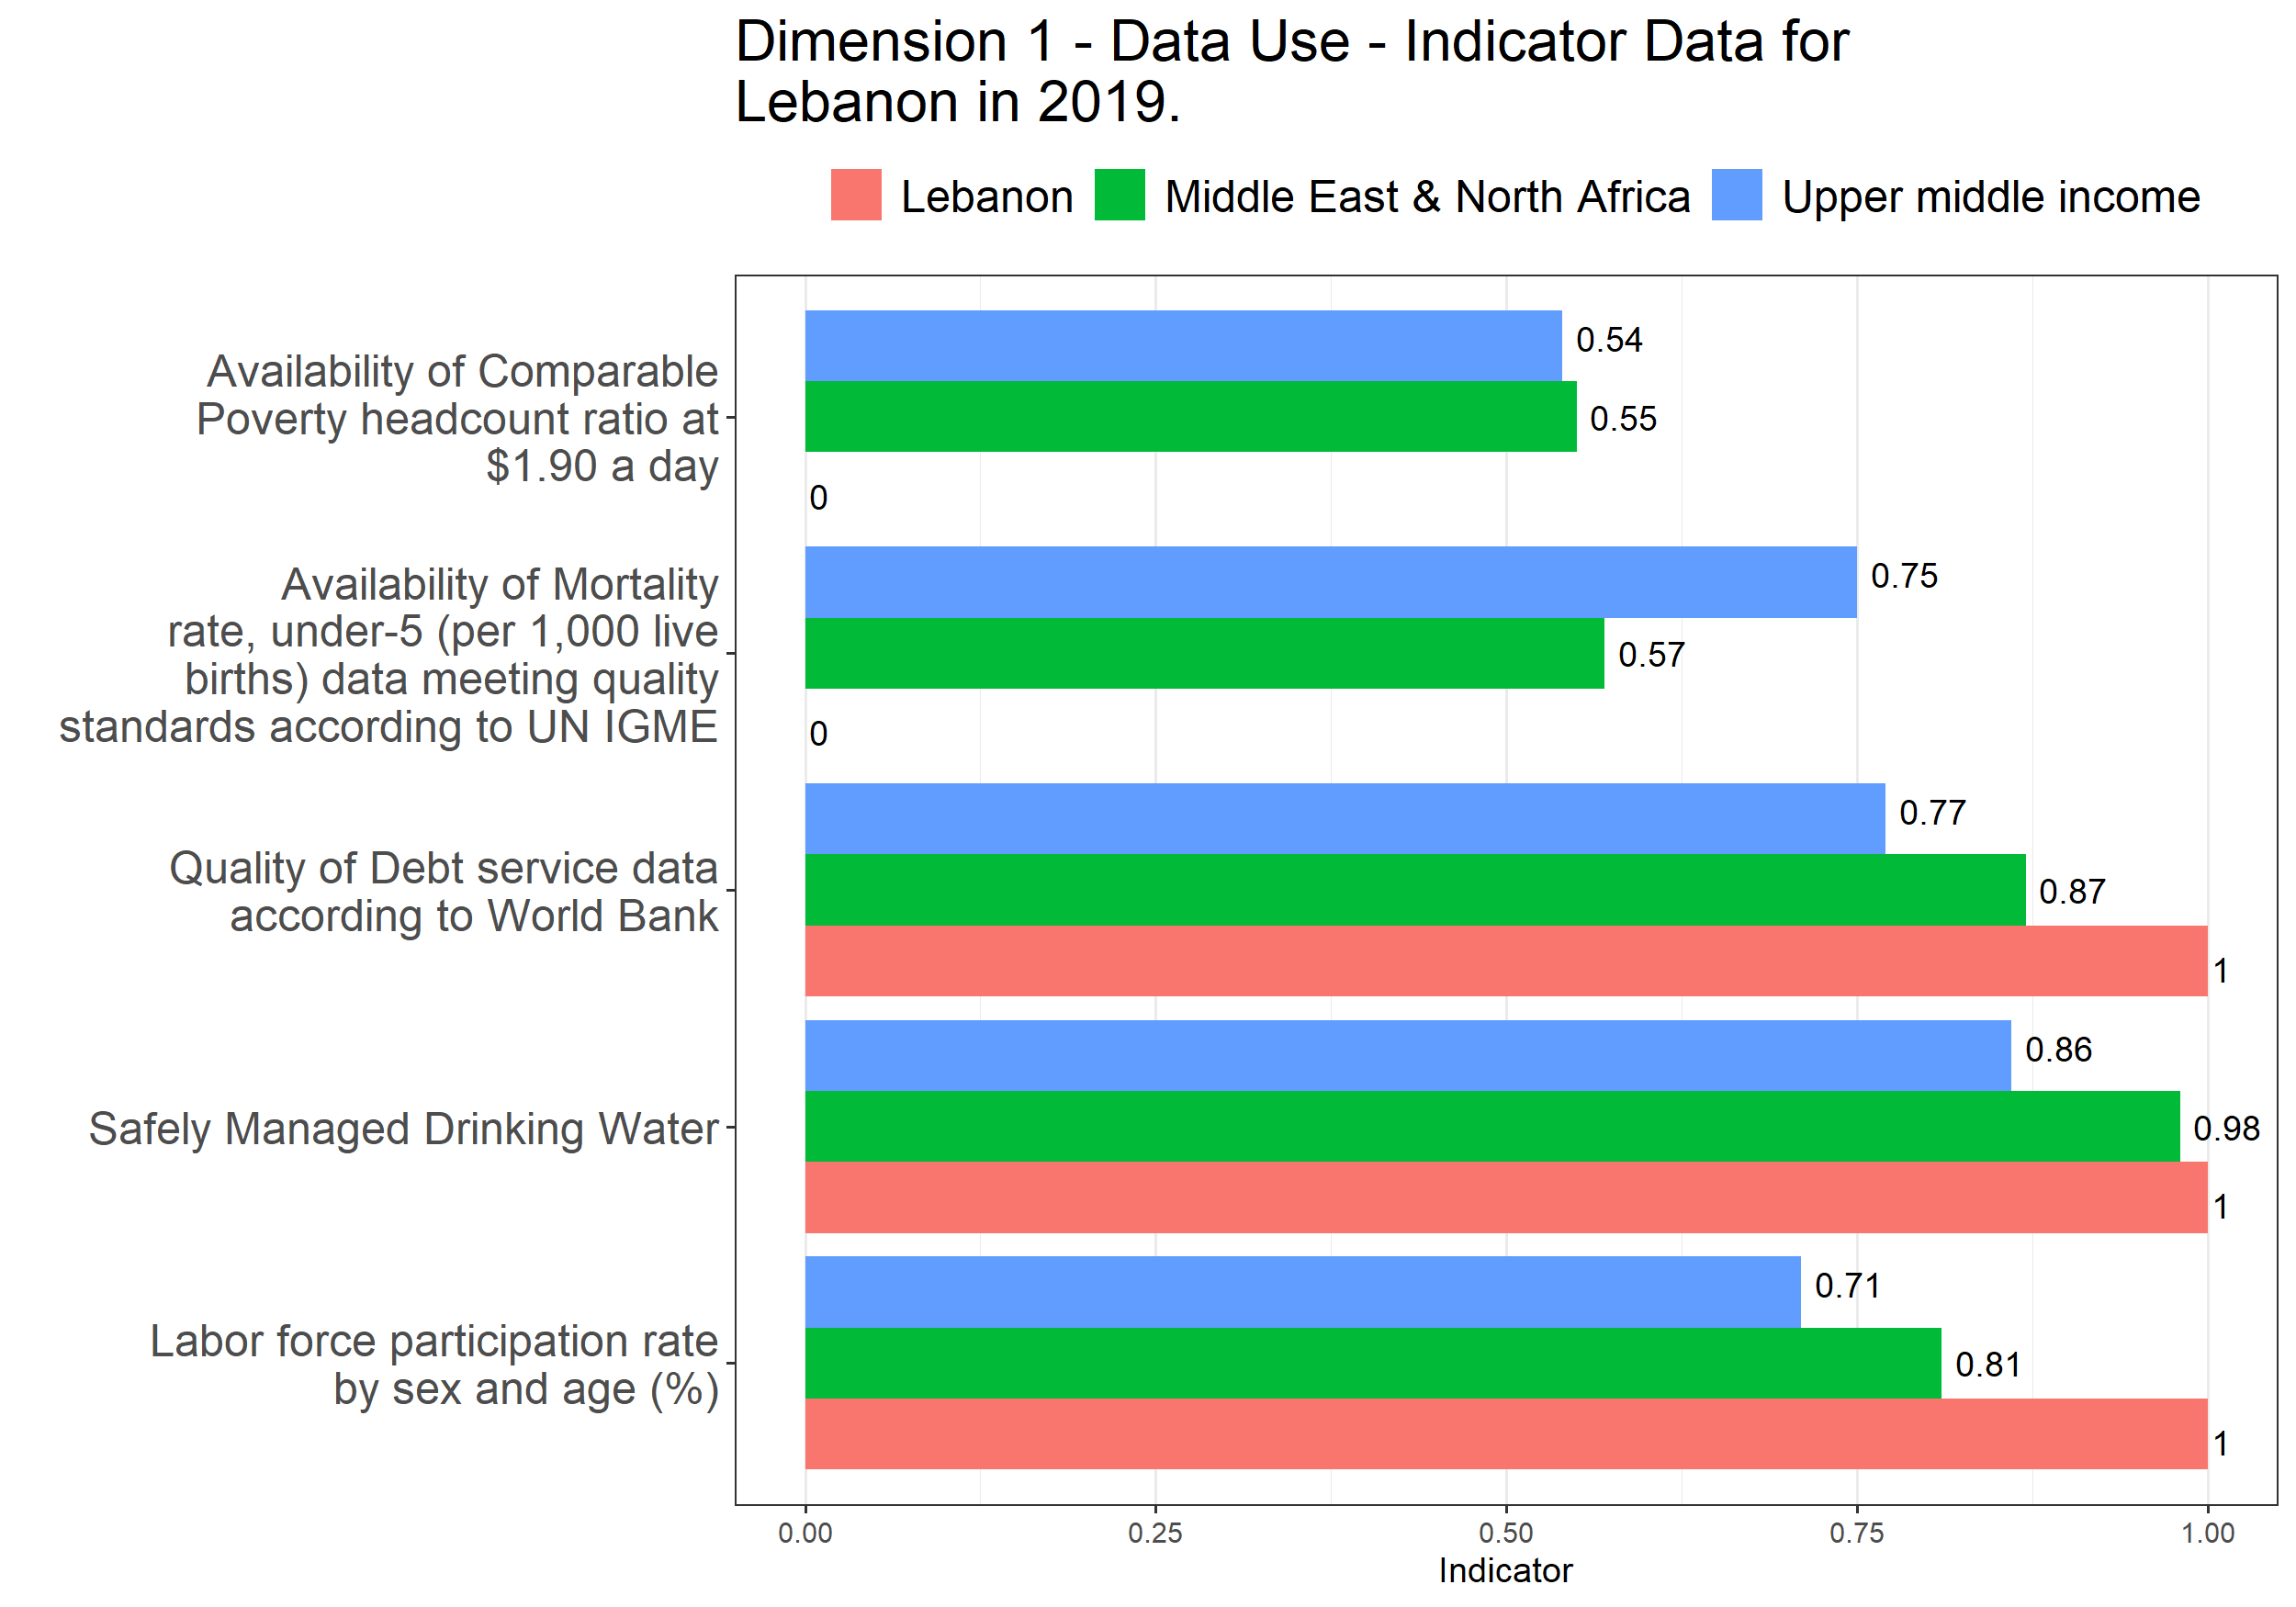 Dimension 1 - Data Use - Indicator Data for
Lebanon in 2019.
Lebanon Middle East & North Africa Upper middle income
Availability of Comparable
Poverty headcount ratio at
$1.90 a day
0.54
0.55
0
Availability of Mortality
rate, under-5 (per 1,000 live
births) data meeting quality
standards according to UN IGME
0.75
0.57
0
Quality of Debt service data
according to World Bank
0.77
0.87
1
Safely Managed Drinking Water
0.86
0.98
1
Labor force participation rate
by sex and age (%)
0.71
0.81
1
0.00 0.25 0.50 0.75 1.00
Indicator